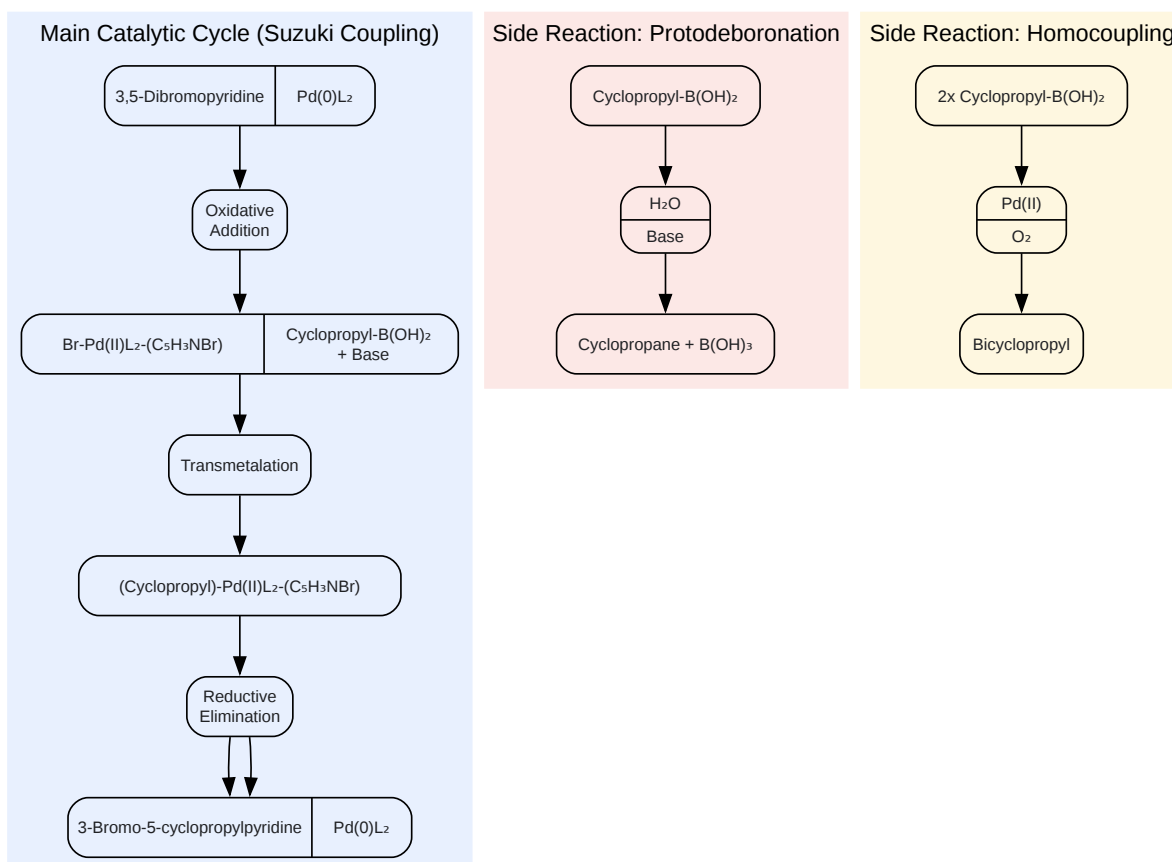 Main Catalytic Cycle (Suzuki Coupling)
3,5-Dibromopyridine
Pd(0)L₂
Oxidative
Addition
Br-Pd(II)L₂-(C₅H₃NBr)
Cyclopropyl-B(OH)₂
+ Base
Transmetalation
(Cyclopropyl)-Pd(II)L₂-(C₅H₃NBr)
Reductive
Elimination
3-Bromo-5-cyclopropylpyridine
Pd(0)L₂
Side Reaction: Protodeboronation
Cyclopropyl-B(OH)₂
H₂O
Base
Cyclopropane + B(OH)₃
Side Reaction: Homocoupling
2x Cyclopropyl-B(OH)₂
Pd(II)
O₂
Bicyclopropyl